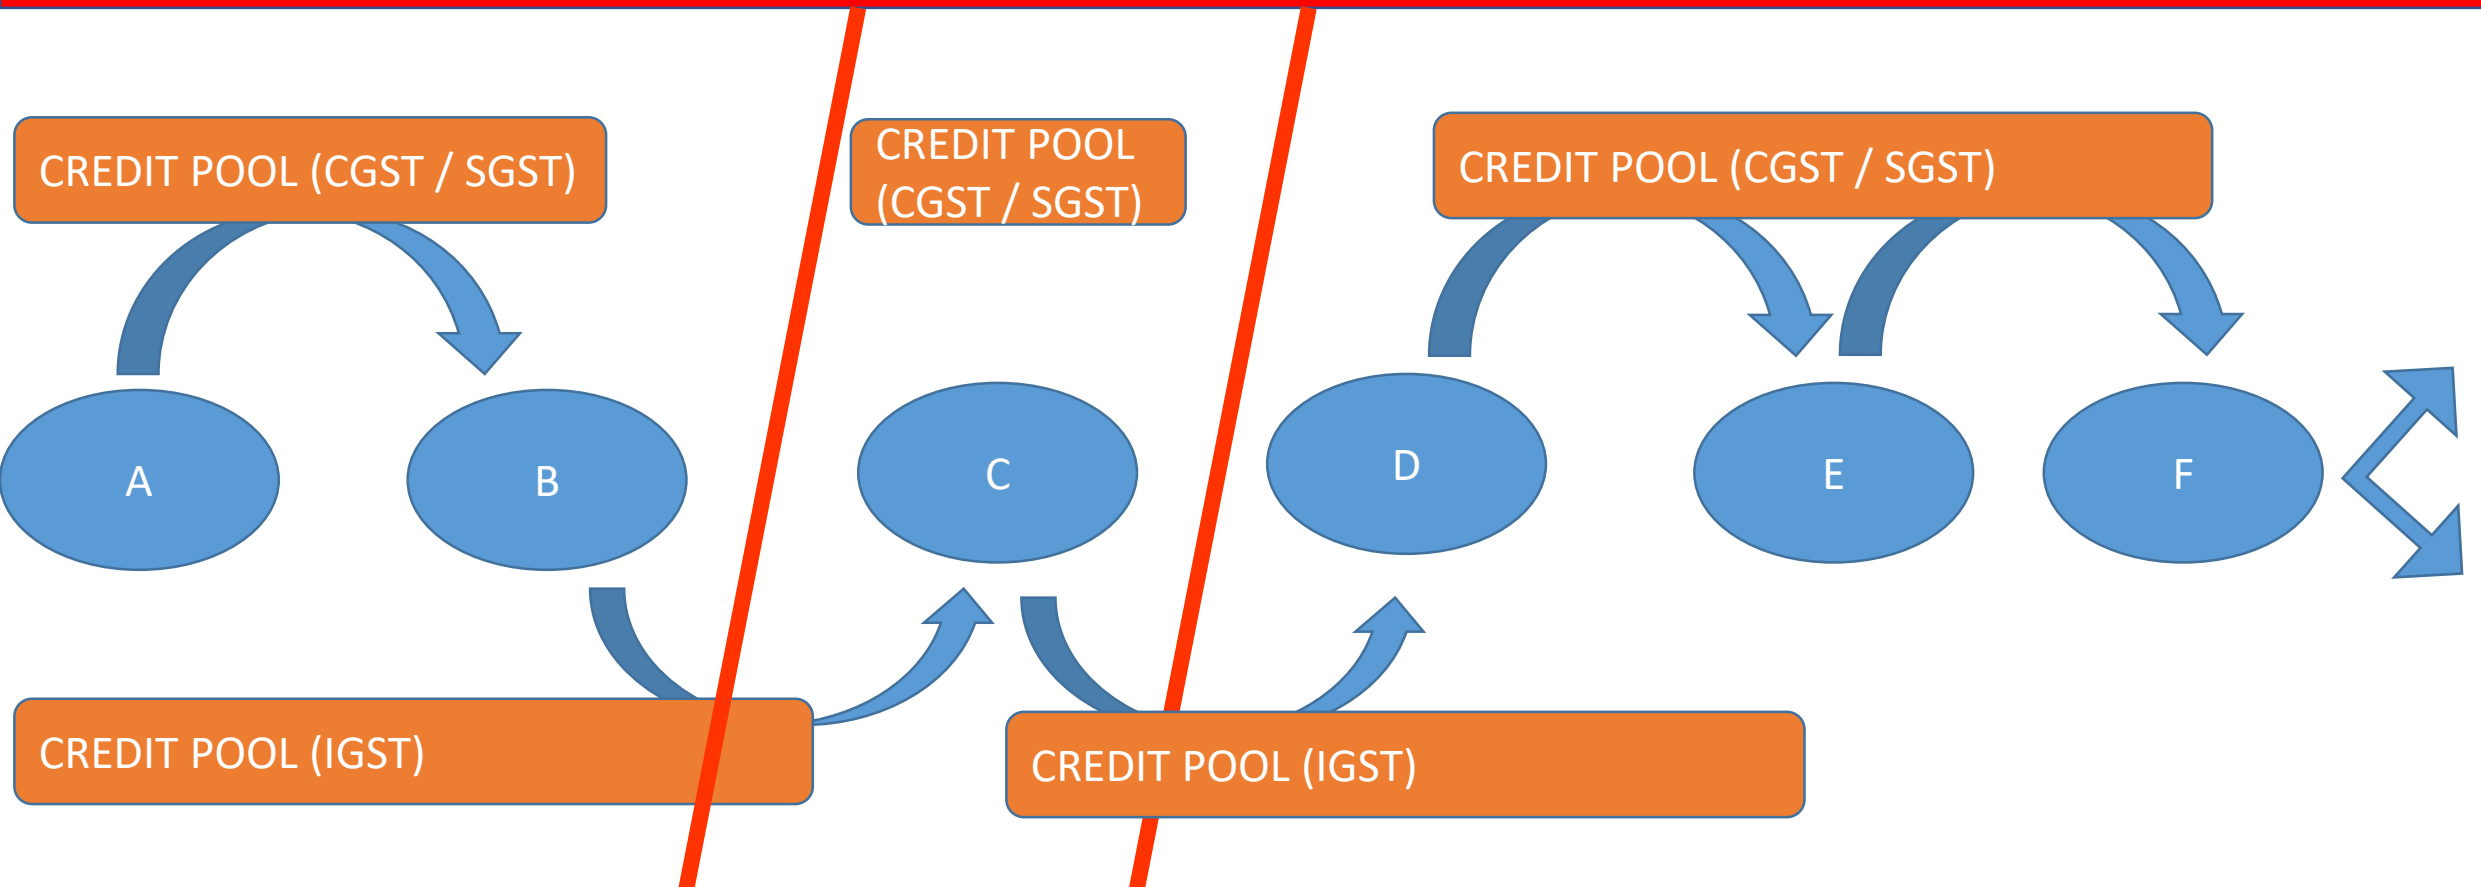 CREDIT POOL (CGST / SGST)
CREDIT POOL
(CGST / SGST)
CREDIT POOL (CGST / SGST)
A
B
C
D
E
F
CREDIT POOL (IGST)
CREDIT POOL (IGST)